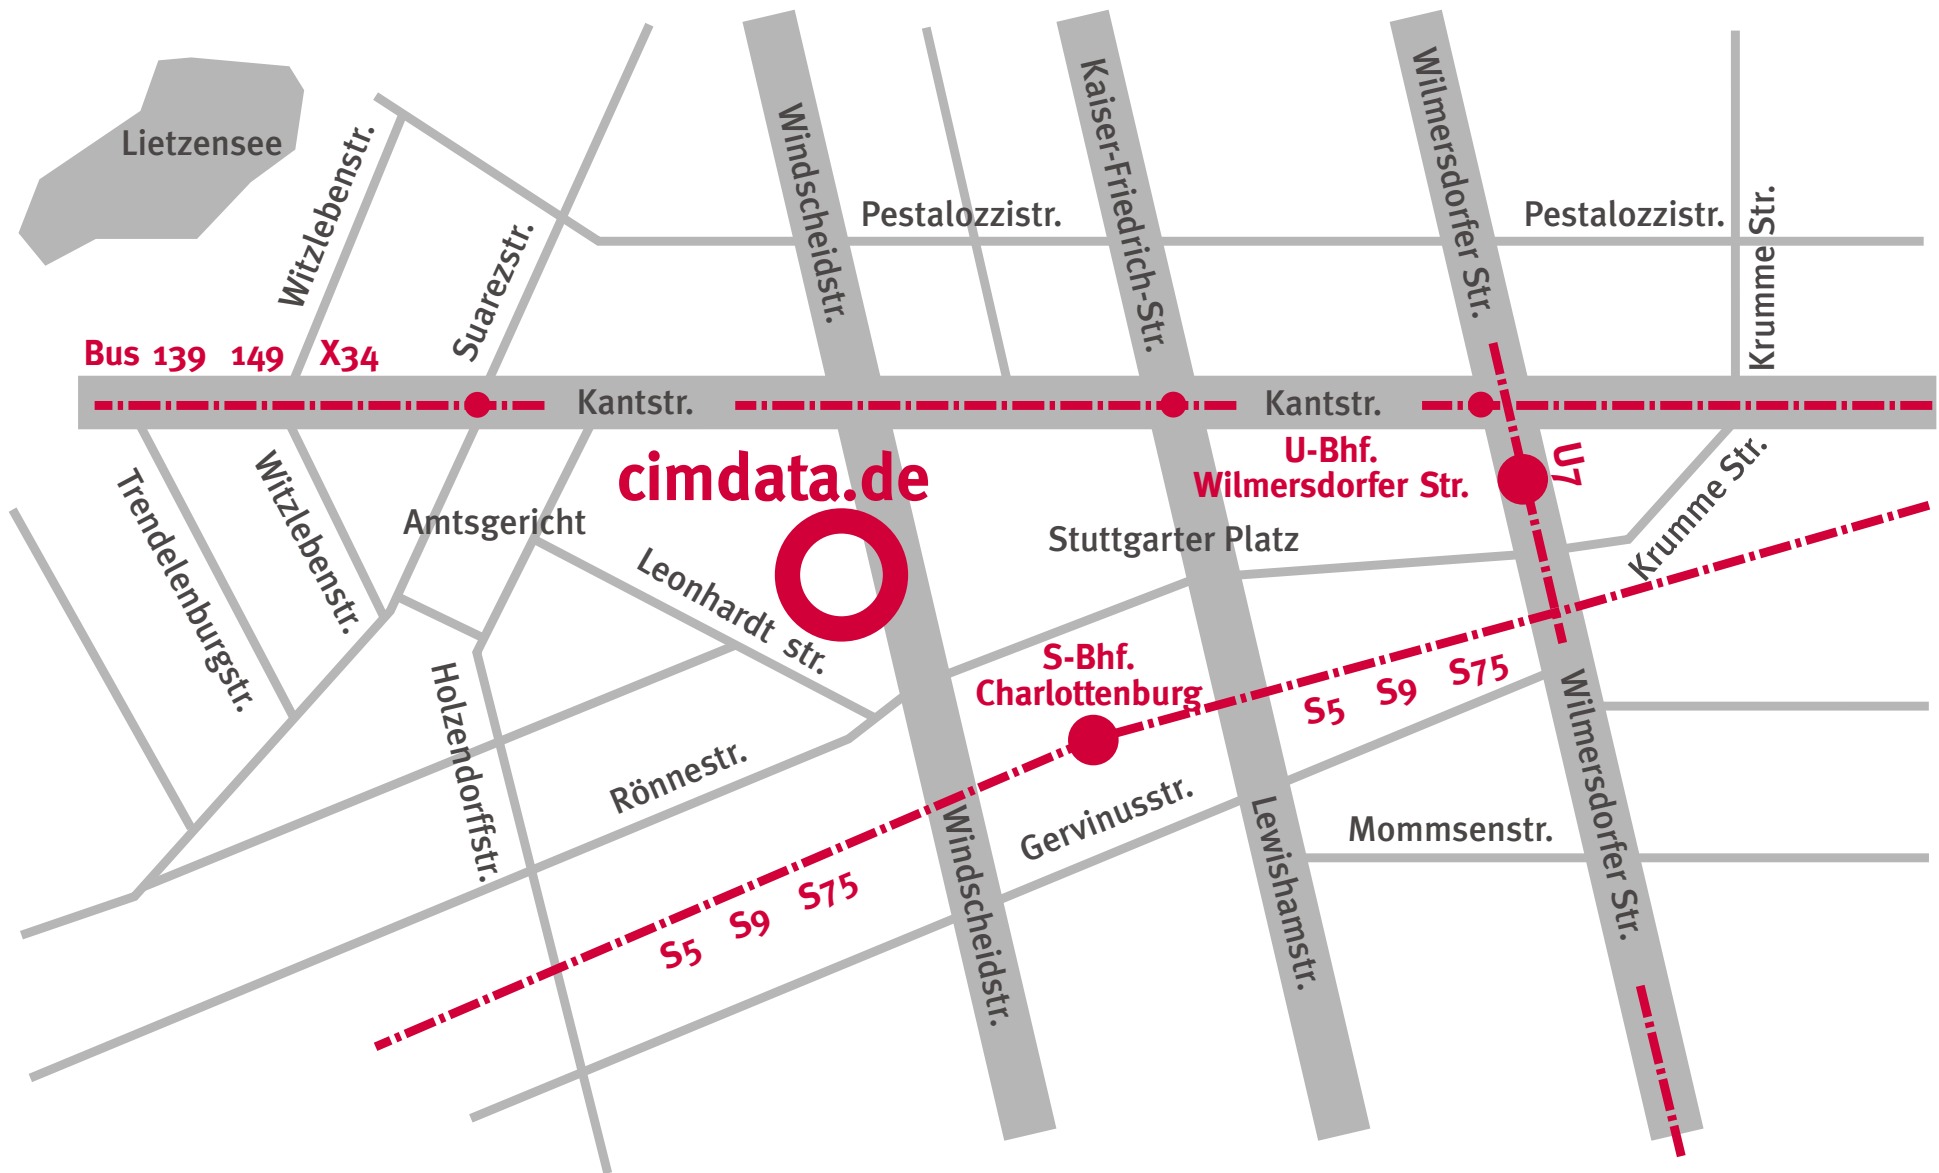 Lietzensee
Witzlebenstr.
Suarezstr.
Windscheidstr.
Kaiser-Friedrich-Str.
Wilmersdorfer Str.
Pestalozzistr.
Pestalozzistr.
Krumme Str.
Bus 139 149 X34
Kantstr.
Kantstr.
cimdata.de
U-Bhf.
Wilmersdorfer Str.
U7
Krumme Str.
Trendelenburgstr.
Witzlebenstr.
Amtsgericht
Leonhardt str.
Stuttgarter Platz
S-Bhf.
Charlottenburg
S5 S9 S75
Holzendorffstr.
Rönnestr.
Gervinusstr.
Mommsenstr.
Wilmersdorfer Str.
Windscheidstr.
Lewishamstr.
S5 S9 S75